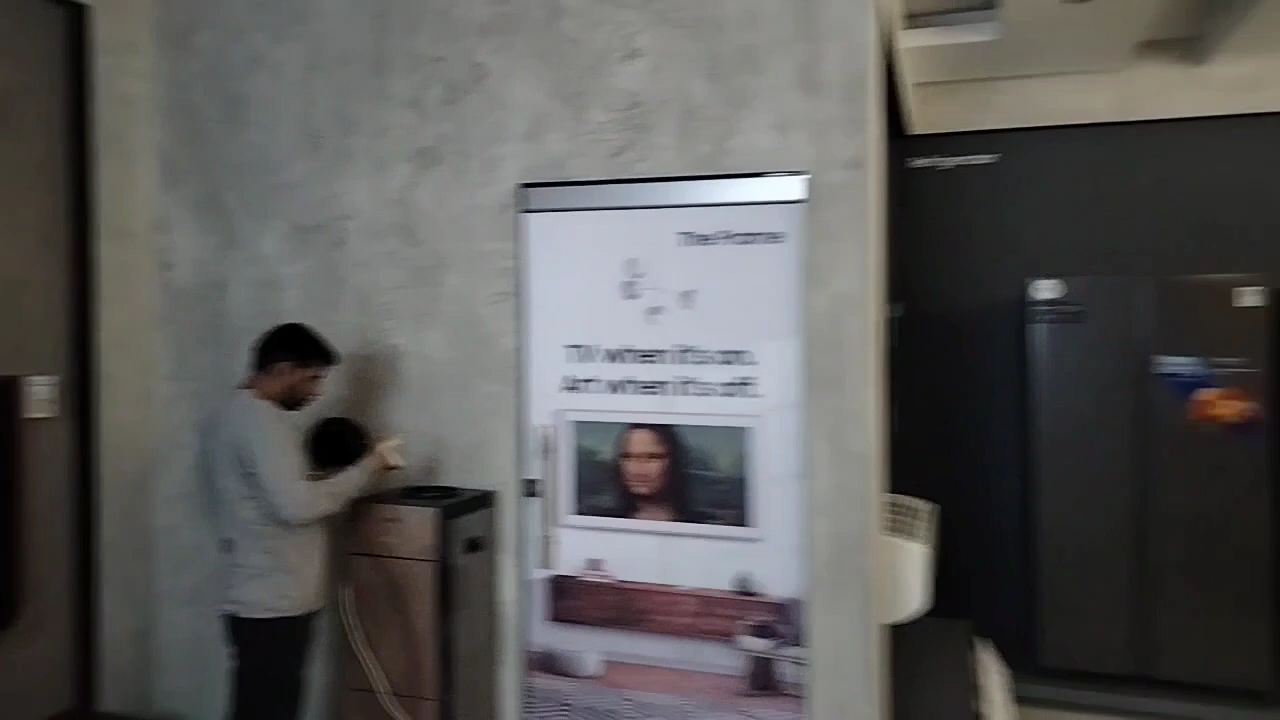 The Frame
TV when it's on.
Art when it's off.